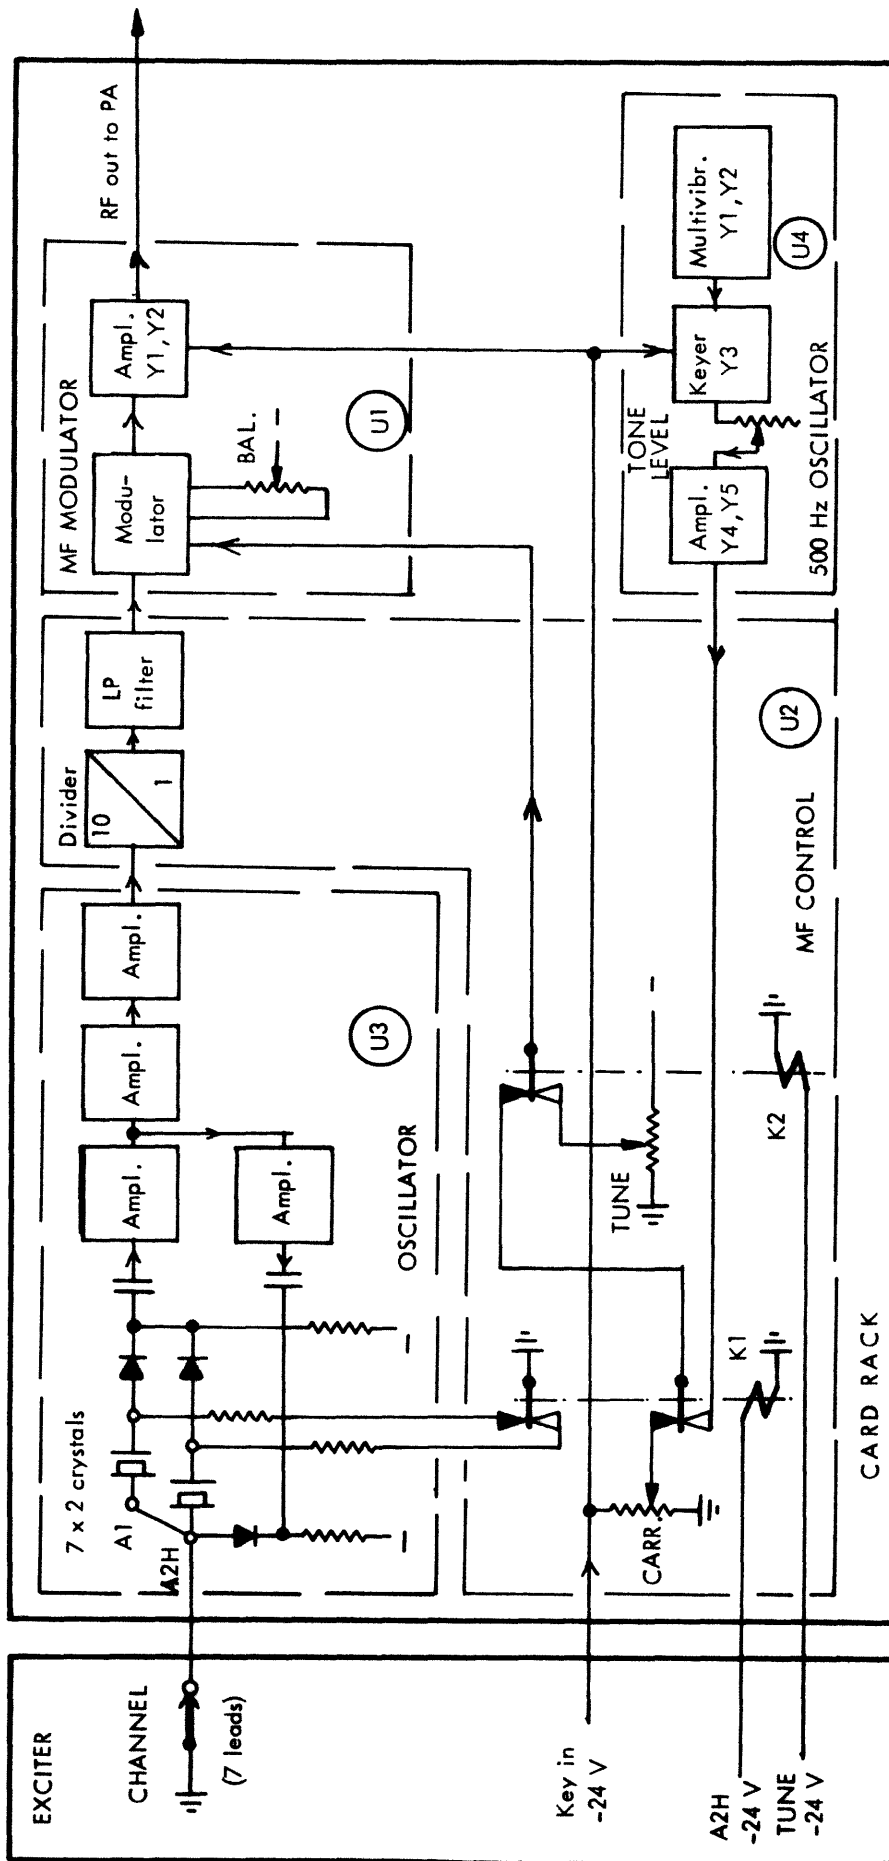 EXCITER
CHANNEL
(7 leads)
Key in
-24 V
A2H
-24 V
TUNE
-24 V
7 x 2 crystals
A1
A2H
Ampl.
Ampl.
Ampl.
Ampl.
OSCILLATOR
U3
Divider
10
1
LP
filter
MF MODULATOR
Modu-
lator
Ampl.
Y1, Y2
BAL.
U1
RF out to PA
CARR.
TUNE
K1
K2
MF CONTROL
U2
TONE
LEVEL
Ampl.
Y4, Y5
Keyer
Y3
Multivibr.
Y1, Y2
U4
500 Hz OSCILLATOR
CARD RACK